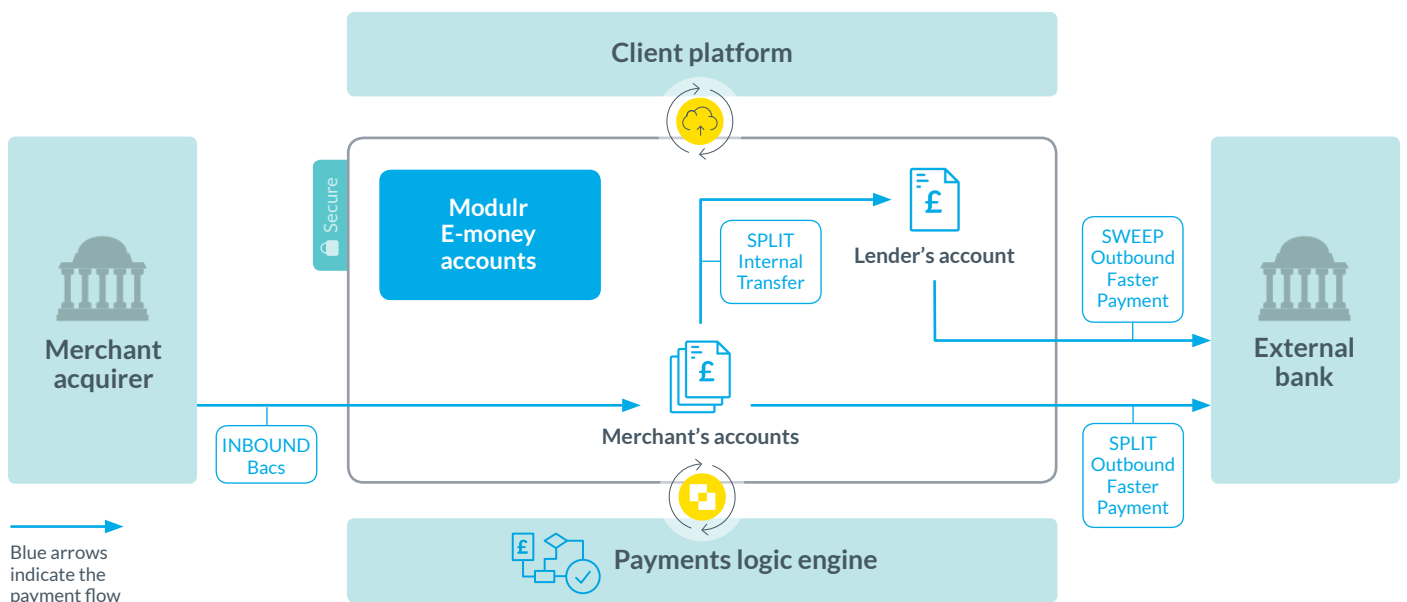 Client platform
Secure
Modulr
E-money
accounts
SPLIT
Internal
Transfer
£
Lender's account
SWEEP
Outbound
Faster
Payment
Merchant
acquirer
External
bank
£
INBOUND
Bacs
Merchant's accounts
SPLIT
Outbound
Faster
Payment
Blue arrows
indicate the
payment flow
£
Payments logic engine